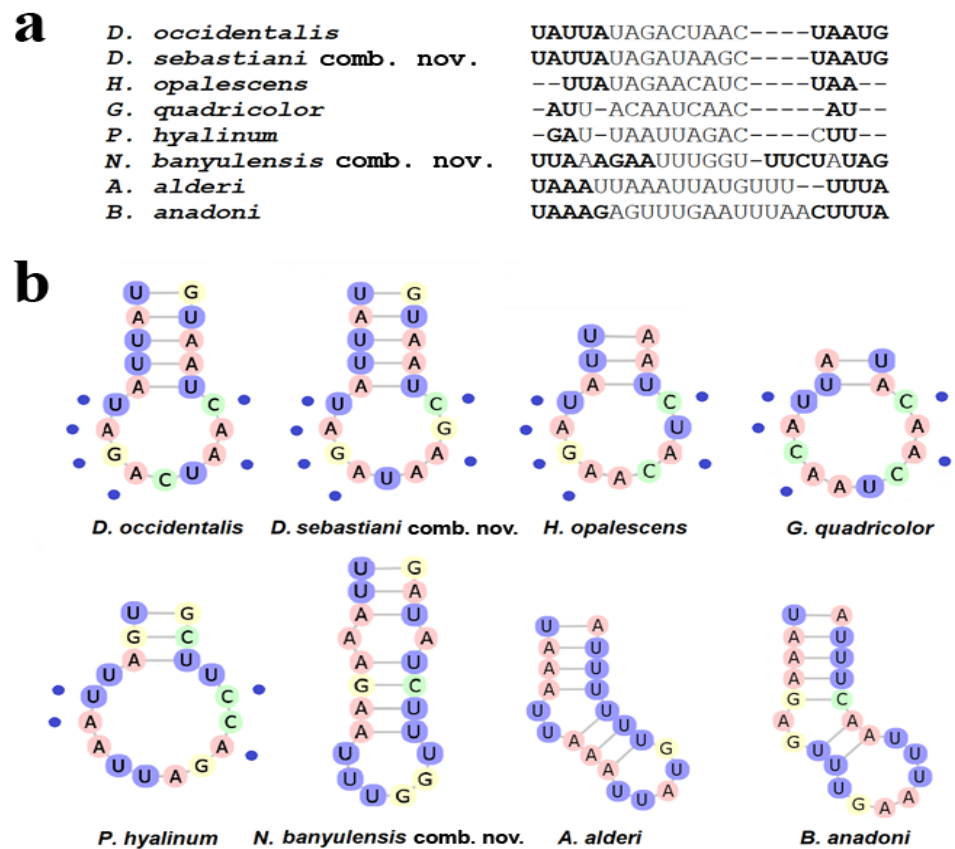 a
D. occidentalis UAUUAUAGACUAAC----UAAUG
D. sebastiani comb. nov. UAUUAUAGAUAAGC----UAAUG
H. opalescens --UUAUAGAACAUC----UAA--
G. quadricolor -AUU-ACAAUCAAC----AU--
P. hyalinum -GAU-UAAUUAGAC----CUU--
N. banyulensis comb. nov. UUAAAGAAUUUGGU-UUCUAUAG
A. alderi UAAAUUAAAUUAUGUUU--UUUA
B. anadoni UAAAGAGUUUGAAUUUAACUUUA
b
U A U U A U A G A C U A A C U A A U G
U A U U A U A G A U A A G C U A A U G
U U A U A G A A C A U C U A A
A U U A C A A U C A A C A U
D. occidentalis
D. sebastiani comb. nov.
H. opalescens
G. quadricolor
U G A U U A A U U A G A C C U U C G
U U A A A G A A U U U G G U U U C U A U A G
U A A A U U A A A U U A U G U U U U U U A
U A A A G A G U U U G A A U U U A A C U U U A
P. hyalinum
N. banyulensis comb. nov.
A. alderi
B. anadoni